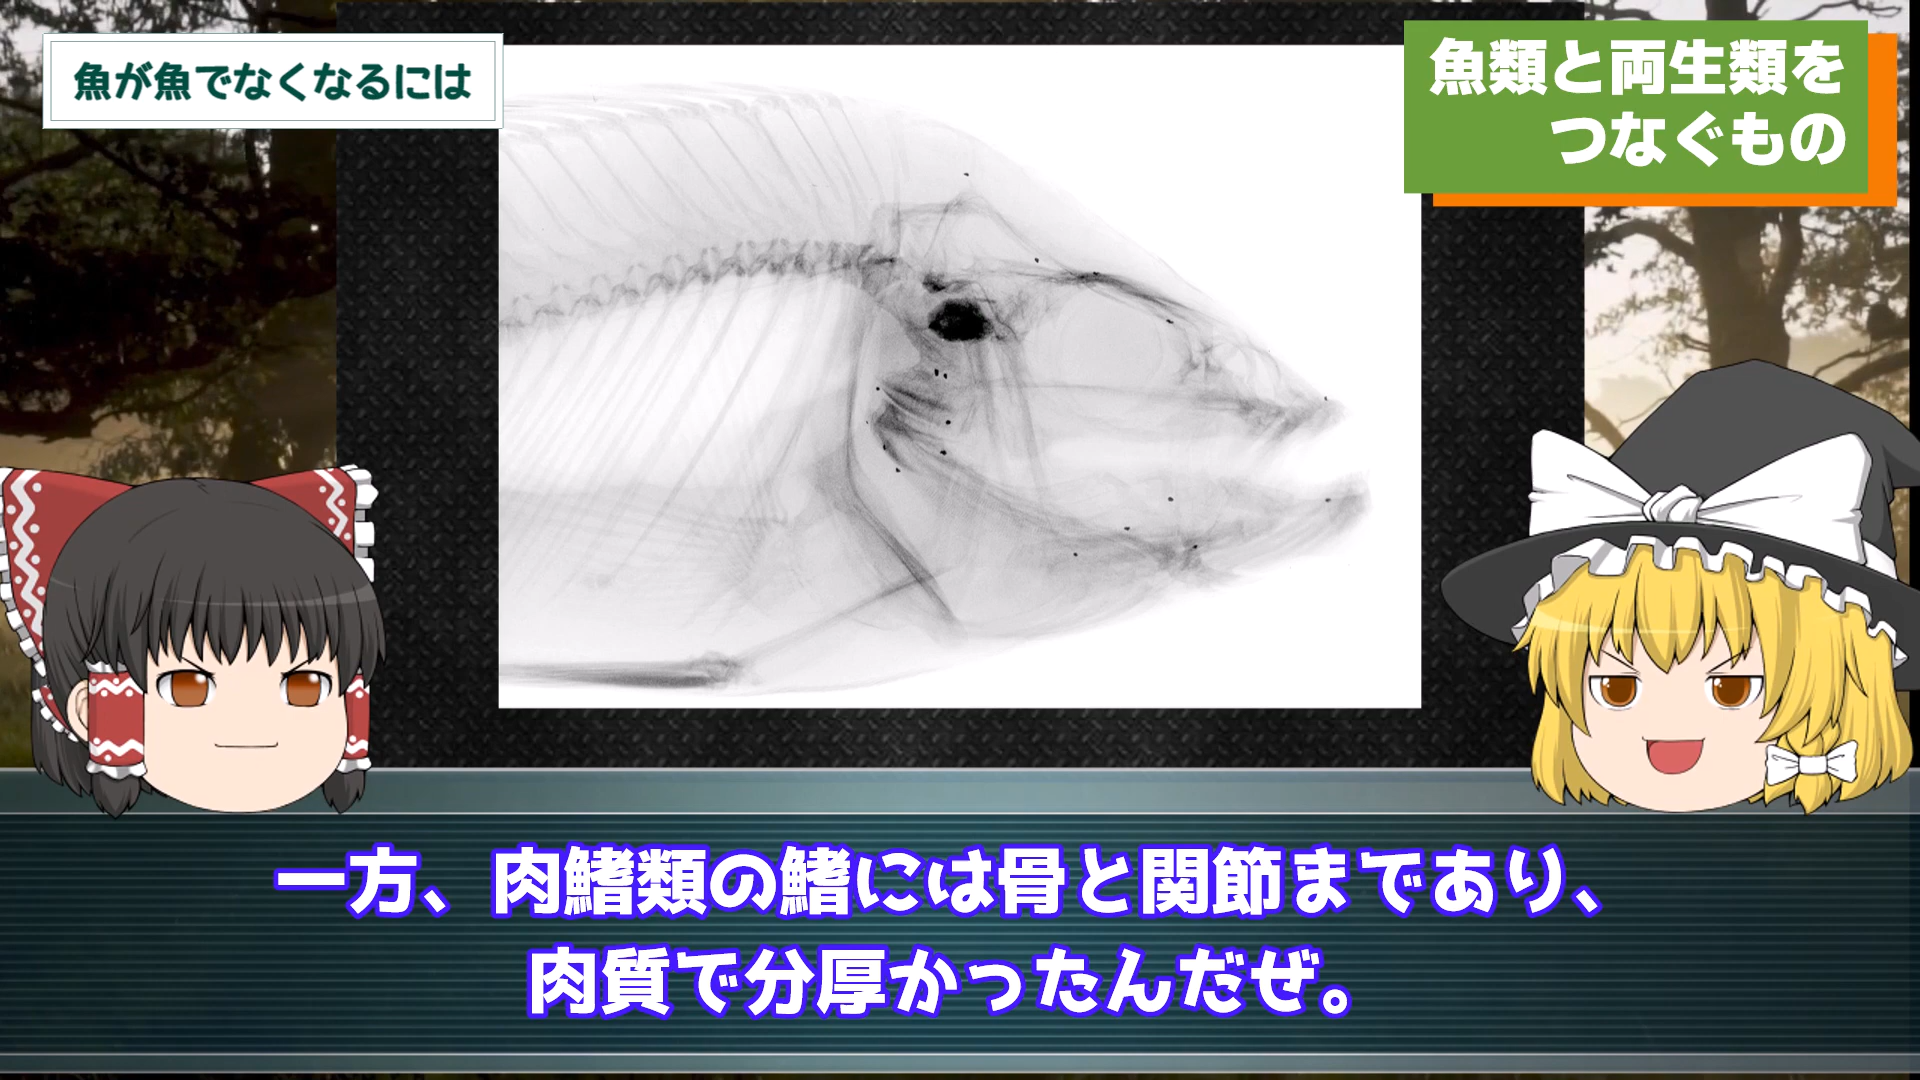 魚が魚でなくなるには
魚類と両生類を
つなぐもの
一方、肉鰭類の鰭には骨と関節まであり、
肉質で分厚かったんだぜ。